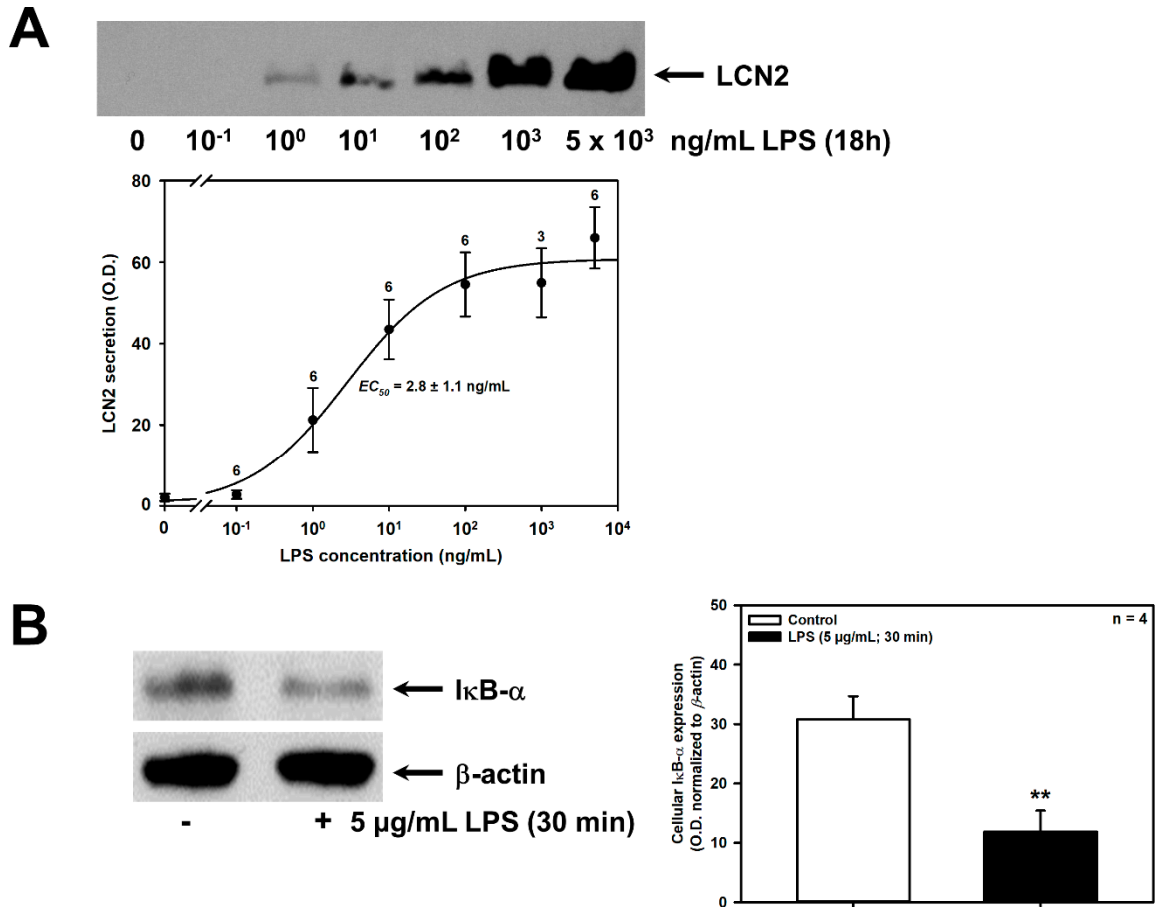 A
LCN2
0 10⁻¹ 10⁰ 10¹ 10² 10³ 5 x 10³ ng/mL LPS (18h)
80
60
40
20
0
LCN2 secretion (O.D.)
6
6
6
6
3
6
EC₅₀ = 2.8 ± 1.1 ng/mL
0 10⁻¹ 10⁰ 10¹ 10² 10³ 10⁴
LPS concentration (ng/mL)
B
IκB-α
β-actin
- + 5 µg/mL LPS (30 min)
50
40
30
20
10
0
Cellular IκB-α expression
(O.D. normalized to β-actin)
Control
LPS (5 µg/mL; 30 min)
n = 4
**